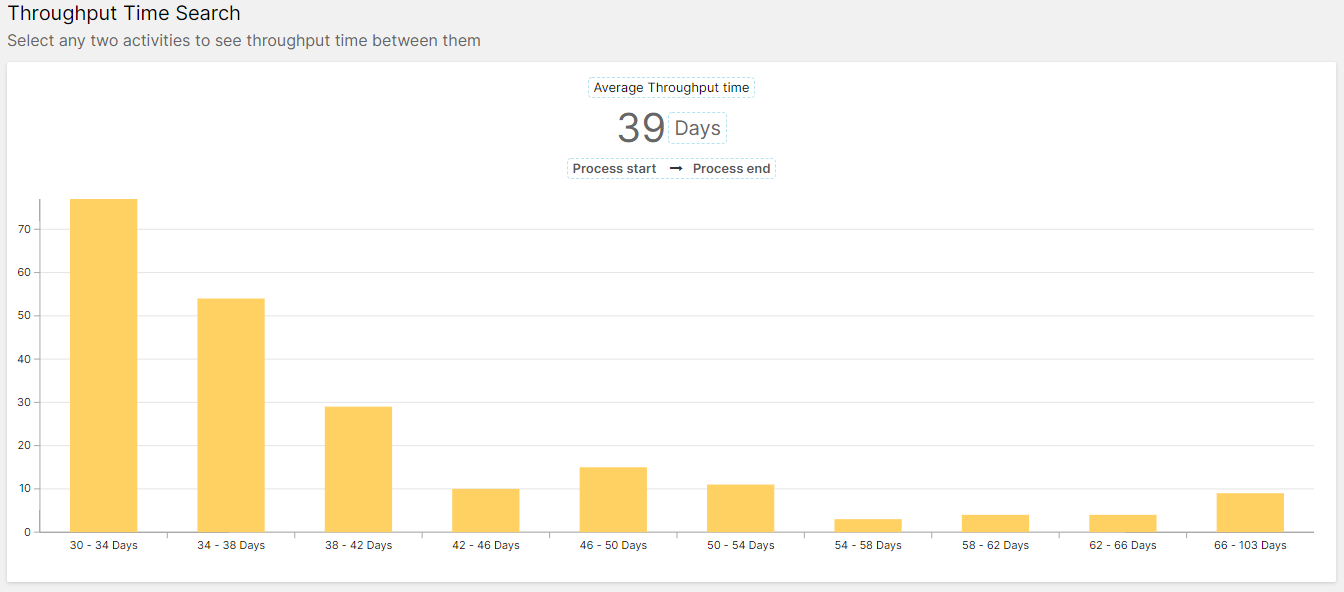 Throughput Time Search
Select any two activities to see throughput time between them
Average Throughput time
39 Days
Process start → Process end
70
60
50
40
30
20
10
0
30 - 34 Days
34 - 38 Days
38 - 42 Days
42 - 46 Days
46 - 50 Days
50 - 54 Days
54 - 58 Days
58 - 62 Days
62 - 66 Days
66 - 103 Days